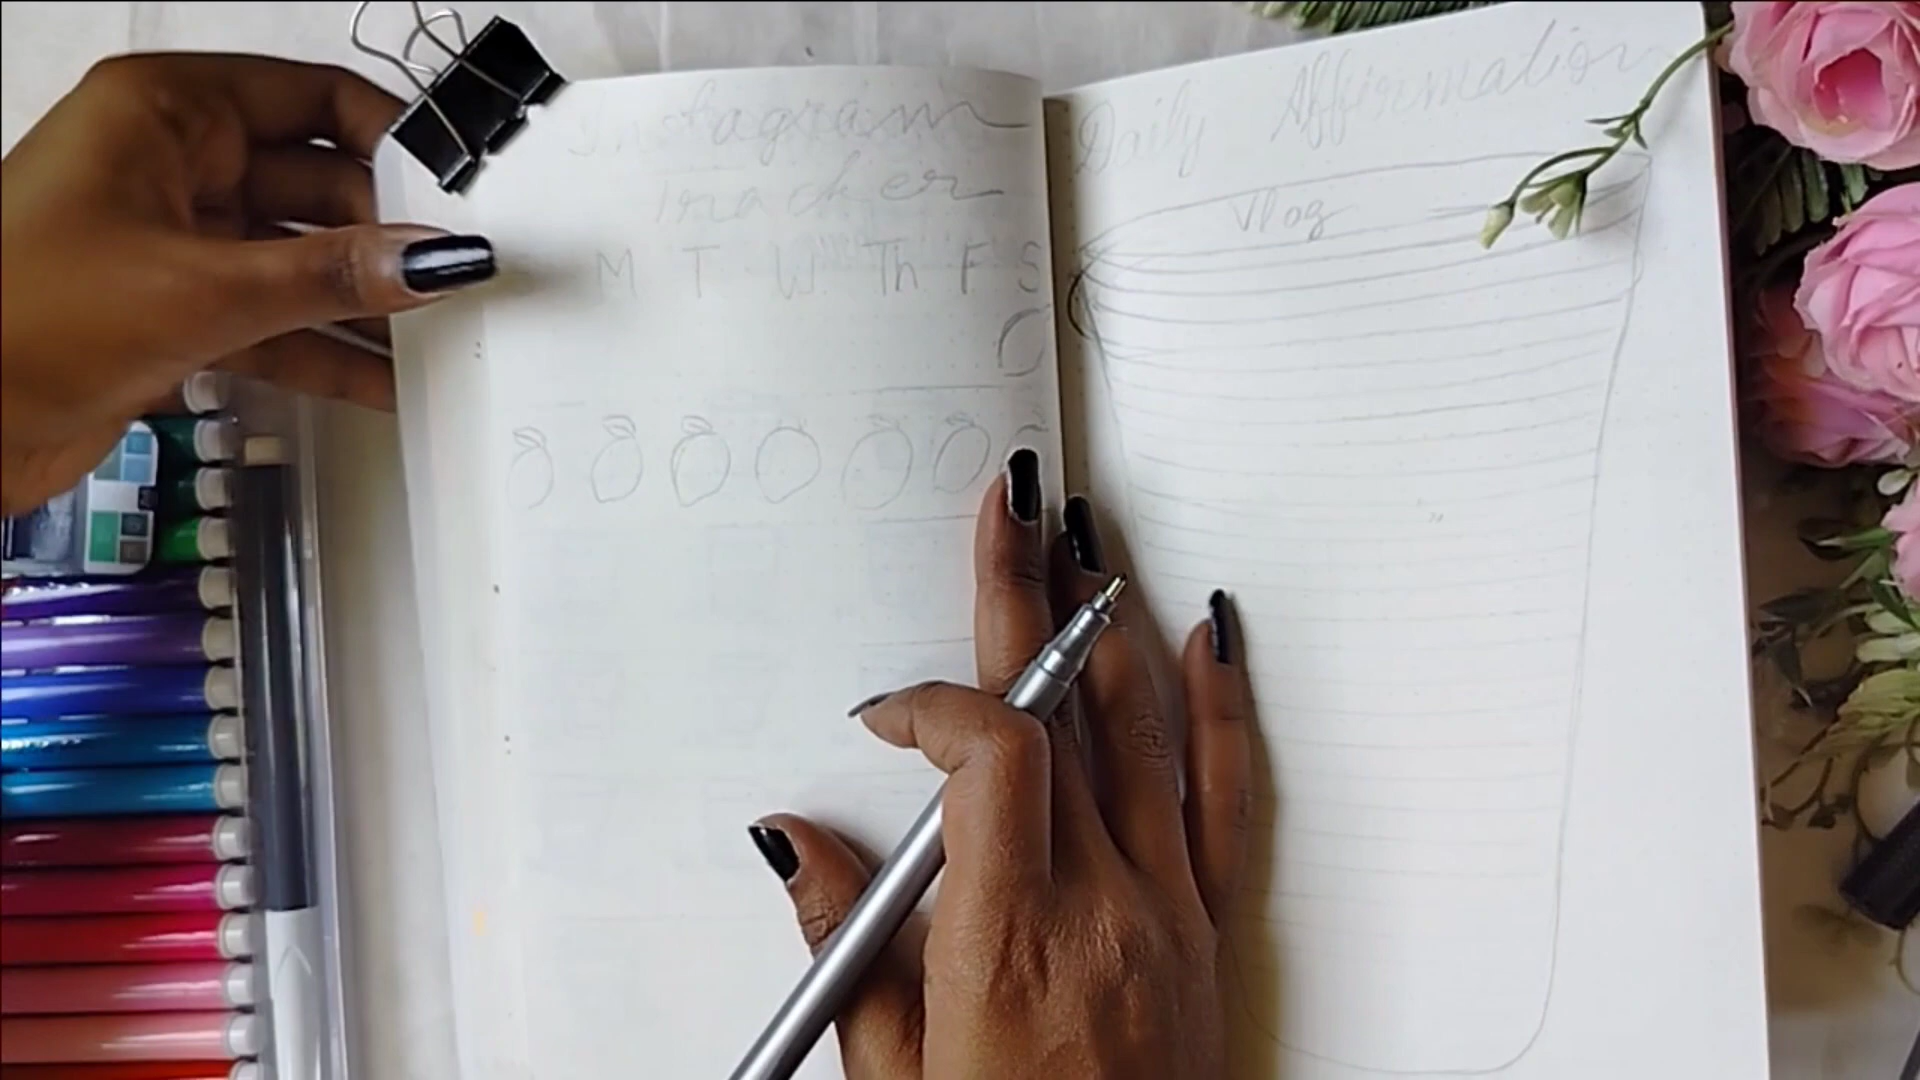 Instagram
Tracker
M T W Th F S
Daily Affirmation
Vlog